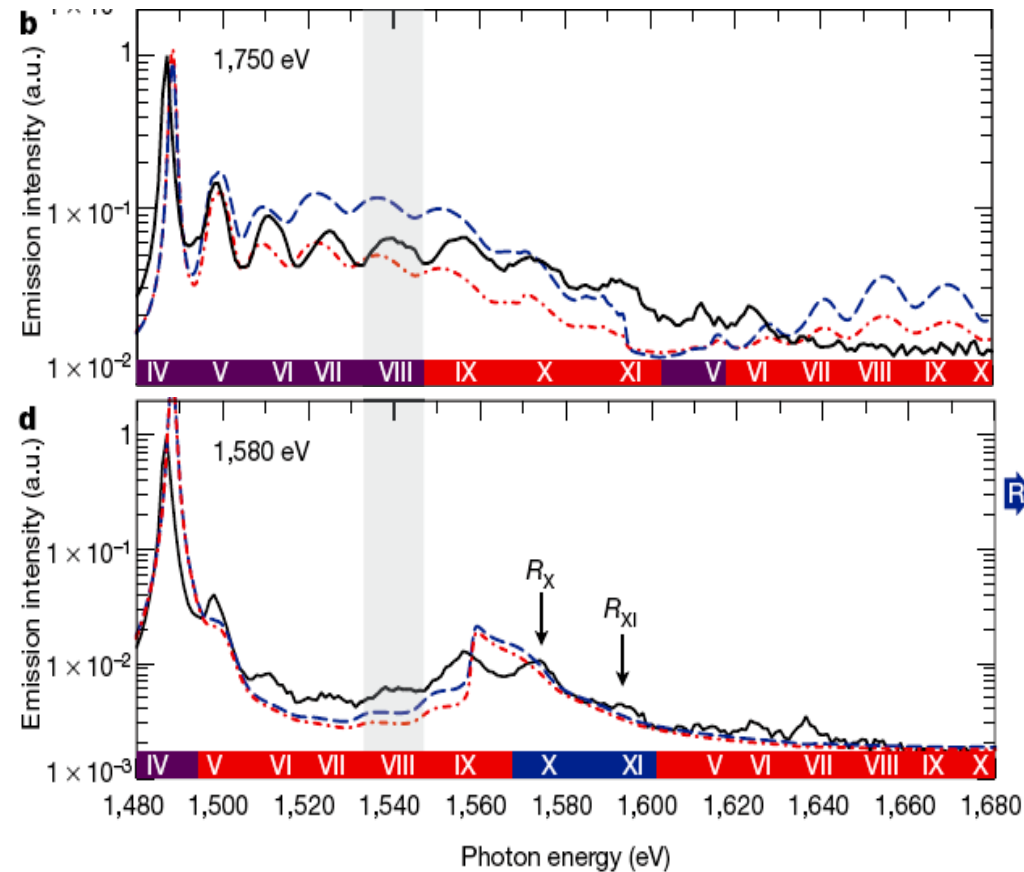 b
1,750 eV
Emission intensity (a.u.)
1
1 × 10⁻¹
1 × 10⁻²
IV V VI VII VIII IX X XI V VI VII VIII IX X
d
1,580 eV
Emission intensity (a.u.)
1
1 × 10⁻¹
1 × 10⁻²
1 × 10⁻³
R_X
R_XI
R
IV V VI VII VIII IX X XI V VI VII VIII IX X
1,480 1,500 1,520 1,540 1,560 1,580 1,600 1,620 1,640 1,660 1,680
Photon energy (eV)